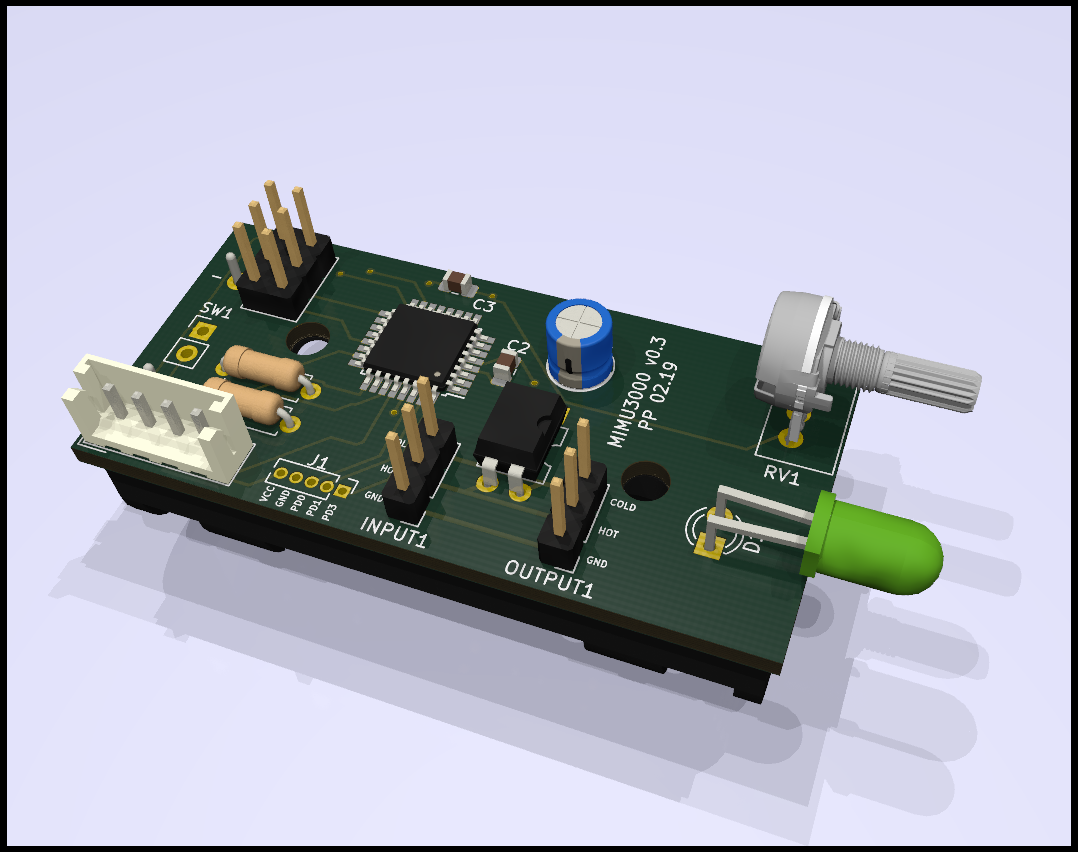 SW1
C3
C2
MIMU3000 v0.3
PP 02.19
RV1
J1
VCC
GND
PD0
PD1
PD3
GND
INPUT1
COLD
HOT
GND
OUTPUT1